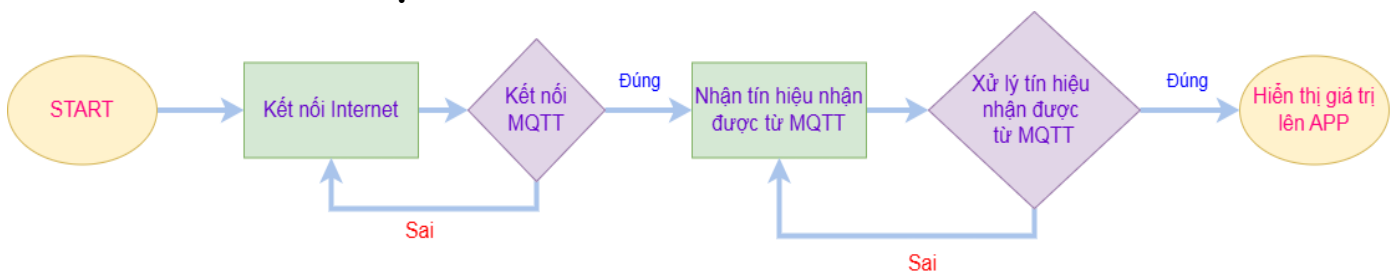 START
Kết nối Internet
Kết nối
MQTT
Đúng
Sai
Nhận tín hiệu nhận
được từ MQTT
Xử lý tín hiệu
nhận được
từ MQTT
Đúng
Sai
Hiển thị giá trị
lên APP